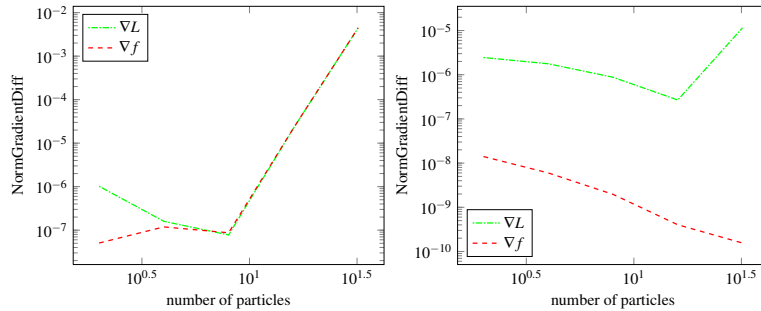 10^−2
10^−3
10^−4
10^−5
10^−6
10^−7
NormGradientDiff
∇L
∇f
10^0.5
10^1
10^1.5
number of particles
10^−5
10^−6
10^−7
10^−8
10^−9
10^−10
NormGradientDiff
∇L
∇f
10^0.5
10^1
10^1.5
number of particles